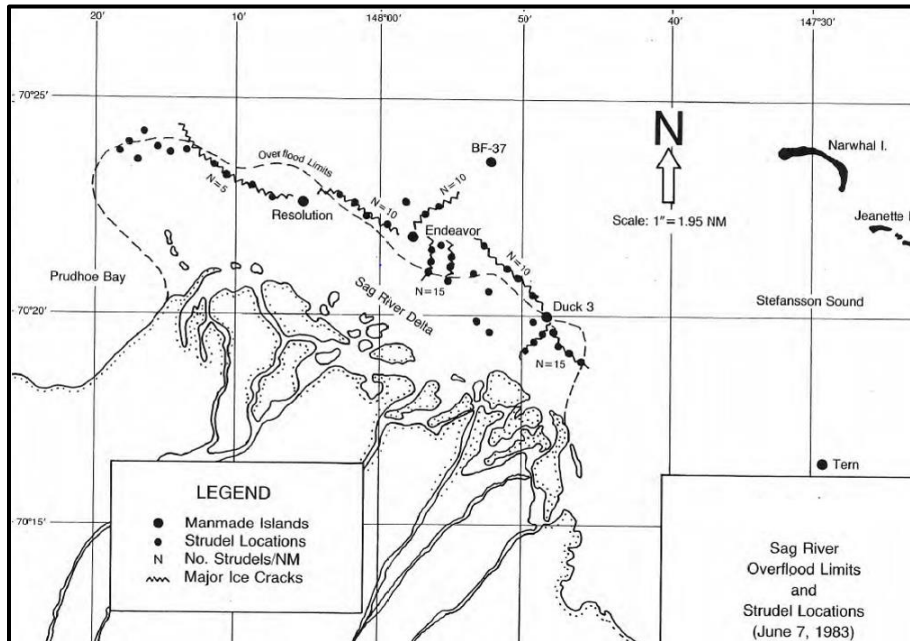 20'
10'
148°00'
50'
40'
147°30'
70°25'
N
BF-37
Narwhal I.
Overflood Limits
N=5
N=10
N=10
Resolution
Scale: 1"=1.95 NM
Jeanette I
Endeavor
N=10
Prudhoe Bay
N=15
Sag River Delta
Duck 3
Stefansson Sound
70°20'
N=15
Tern
LEGEND
Manmade Islands
Strudel Locations
N No. Strudels/NM
Major Ice Cracks
70°15'
Sag River
Overflood Limits
and
Strudel Locations
(June 7, 1983)